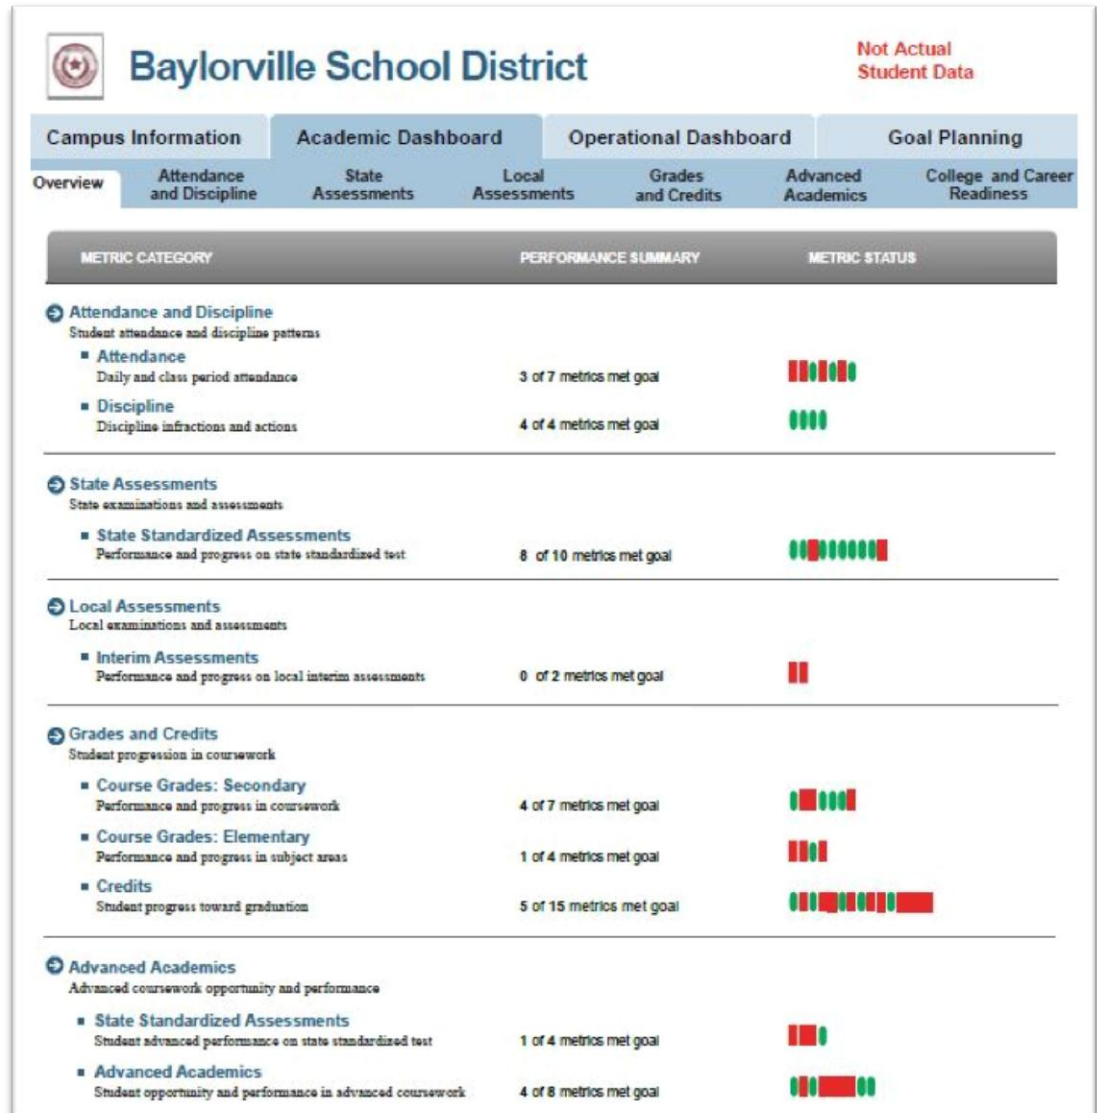 Baylorville School District
Not Actual
Student Data
Campus Information
Academic Dashboard
Operational Dashboard
Goal Planning
Overview
Attendance
and Discipline
State
Assessments
Local
Assessments
Grades
and Credits
Advanced
Academics
College and Career
Readiness
METRIC CATEGORY
PERFORMANCE SUMMARY
METRIC STATUS
Attendance and Discipline
Student attendance and discipline patterns
Attendance
Daily and class period attendance
3 of 7 metrics met goal
Discipline
Discipline infractions and actions
4 of 4 metrics met goal
State Assessments
State examinations and assessments
State Standardized Assessments
Performance and progress on state standardized test
8 of 10 metrics met goal
Local Assessments
Local examinations and assessments
Interim Assessments
Performance and progress on local interim assessments
0 of 2 metrics met goal
Grades and Credits
Student progression in coursework
Course Grades: Secondary
Performance and progress in coursework
4 of 7 metrics met goal
Course Grades: Elementary
Performance and progress in subject areas
1 of 4 metrics met goal
Credits
Student progress toward graduation
5 of 15 metrics met goal
Advanced Academics
Advanced coursework opportunity and performance
State Standardized Assessments
Student advanced performance on state standardized test
1 of 4 metrics met goal
Advanced Academics
Student opportunity and performance in advanced coursework
4 of 8 metrics met goal